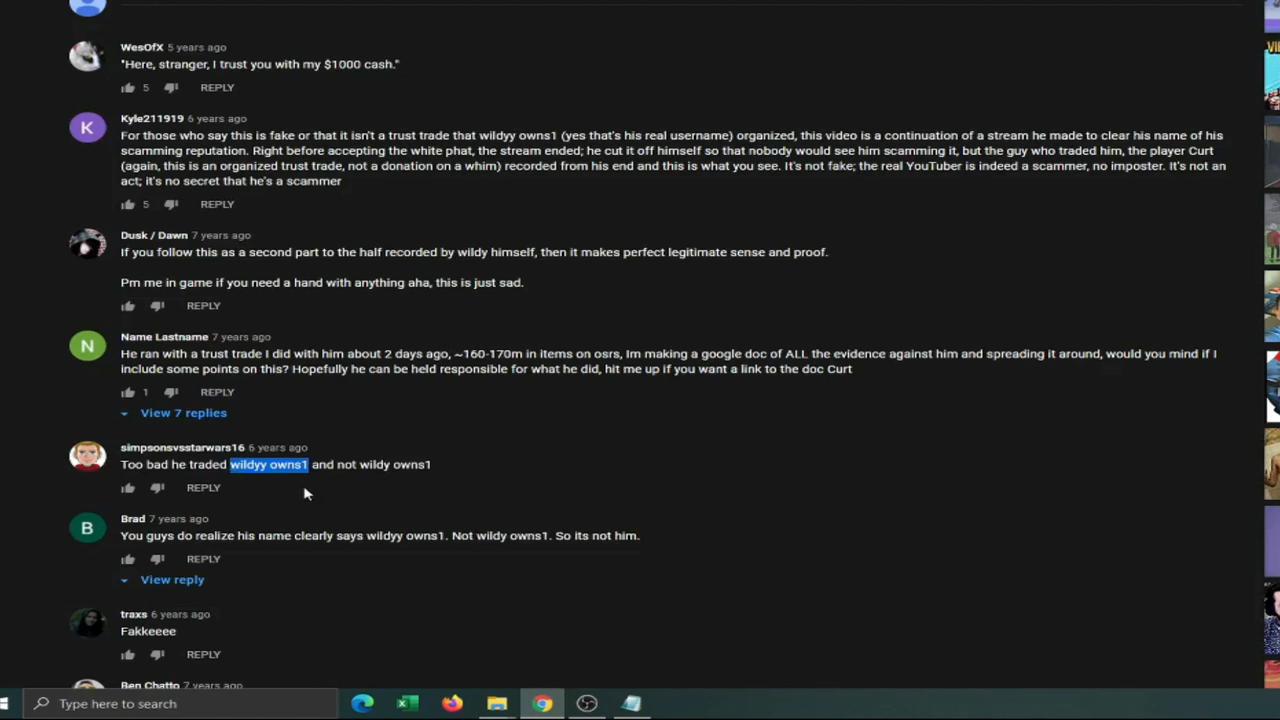 WesOfX 5 years ago
"Here, stranger, I trust you with my $1000 cash."
5 REPLY
K
Kyle211919 6 years ago
For those who say this is fake or that it isn't a trust trade that wildyy owns1 (yes that's his real username) organized, this video is a continuation of a stream he made to clear his name of his
scamming reputation. Right before accepting the white phat, the stream ended; he cut it off himself so that nobody would see him scamming it, but the guy who traded him, the player Curt
(again, this is an organized trust trade, not a donation on a whim) recorded from his end and this is what you see. It's not fake; the real YouTuber is indeed a scammer, no imposter. It's not an
act; it's no secret that he's a scammer
5 REPLY
Dusk / Dawn 7 years ago
If you follow this as a second part to the half recorded by wildy himself, then it makes perfect legitimate sense and proof.
Pm me in game if you need a hand with anything aha, this is just sad.
REPLY
N
Name Lastname 7 years ago
He ran with a trust trade I did with him about 2 days ago, ~160-170m in items on osrs, Im making a google doc of ALL the evidence against him and spreading it around, would you mind if I
include some points on this? Hopefully he can be held responsible for what he did, hit me up if you want a link to the doc Curt
1 REPLY
View 7 replies
simpsonsvsstarwars16 6 years ago
Too bad he traded wildyy owns1 and not wildy owns1
REPLY
B
Brad 7 years ago
You guys do realize his name clearly says wildyy owns1. Not wildy owns1. So its not him.
REPLY
View reply
traxs 6 years ago
Fakkeeee
REPLY
Ben Chatto 7 years ago
Type here to search